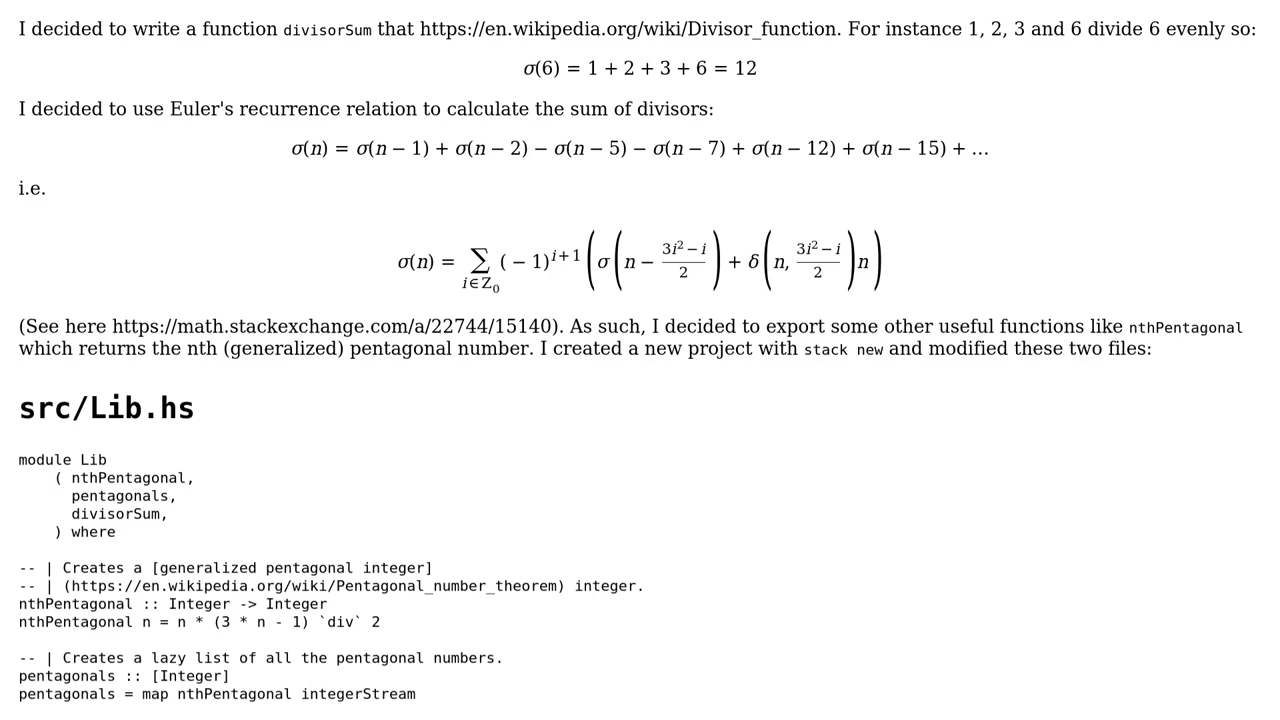 I decided to write a function divisorSum that https://en.wikipedia.org/wiki/Divisor_function. For instance 1, 2, 3 and 6 divide 6 evenly so:
σ(6) = 1 + 2 + 3 + 6 = 12
I decided to use Euler's recurrence relation to calculate the sum of divisors:
σ(n) = σ(n − 1) + σ(n − 2) − σ(n − 5) − σ(n − 7) + σ(n − 12) + σ(n − 15) + …
i.e.
σ(n) = ∑_{i∈Z₀} ( − 1)^{i+1} (σ(n − (3i² − i)/2) + δ(n, (3i² − i)/2)n)
(See here https://math.stackexchange.com/a/22744/15140). As such, I decided to export some other useful functions like nthPentagonal
which returns the nth (generalized) pentagonal number. I created a new project with stack new and modified these two files:
src/Lib.hs
module Lib
    ( nthPentagonal,
      pentagonals,
      divisorSum,
    ) where
-- | Creates a [generalized pentagonal integer]
-- | (https://en.wikipedia.org/wiki/Pentagonal_number_theorem) integer.
nthPentagonal :: Integer -> Integer
nthPentagonal n = n * (3 * n - 1) `div` 2
-- | Creates a lazy list of all the pentagonal numbers.
pentagonals :: [Integer]
pentagonals = map nthPentagonal integerStream